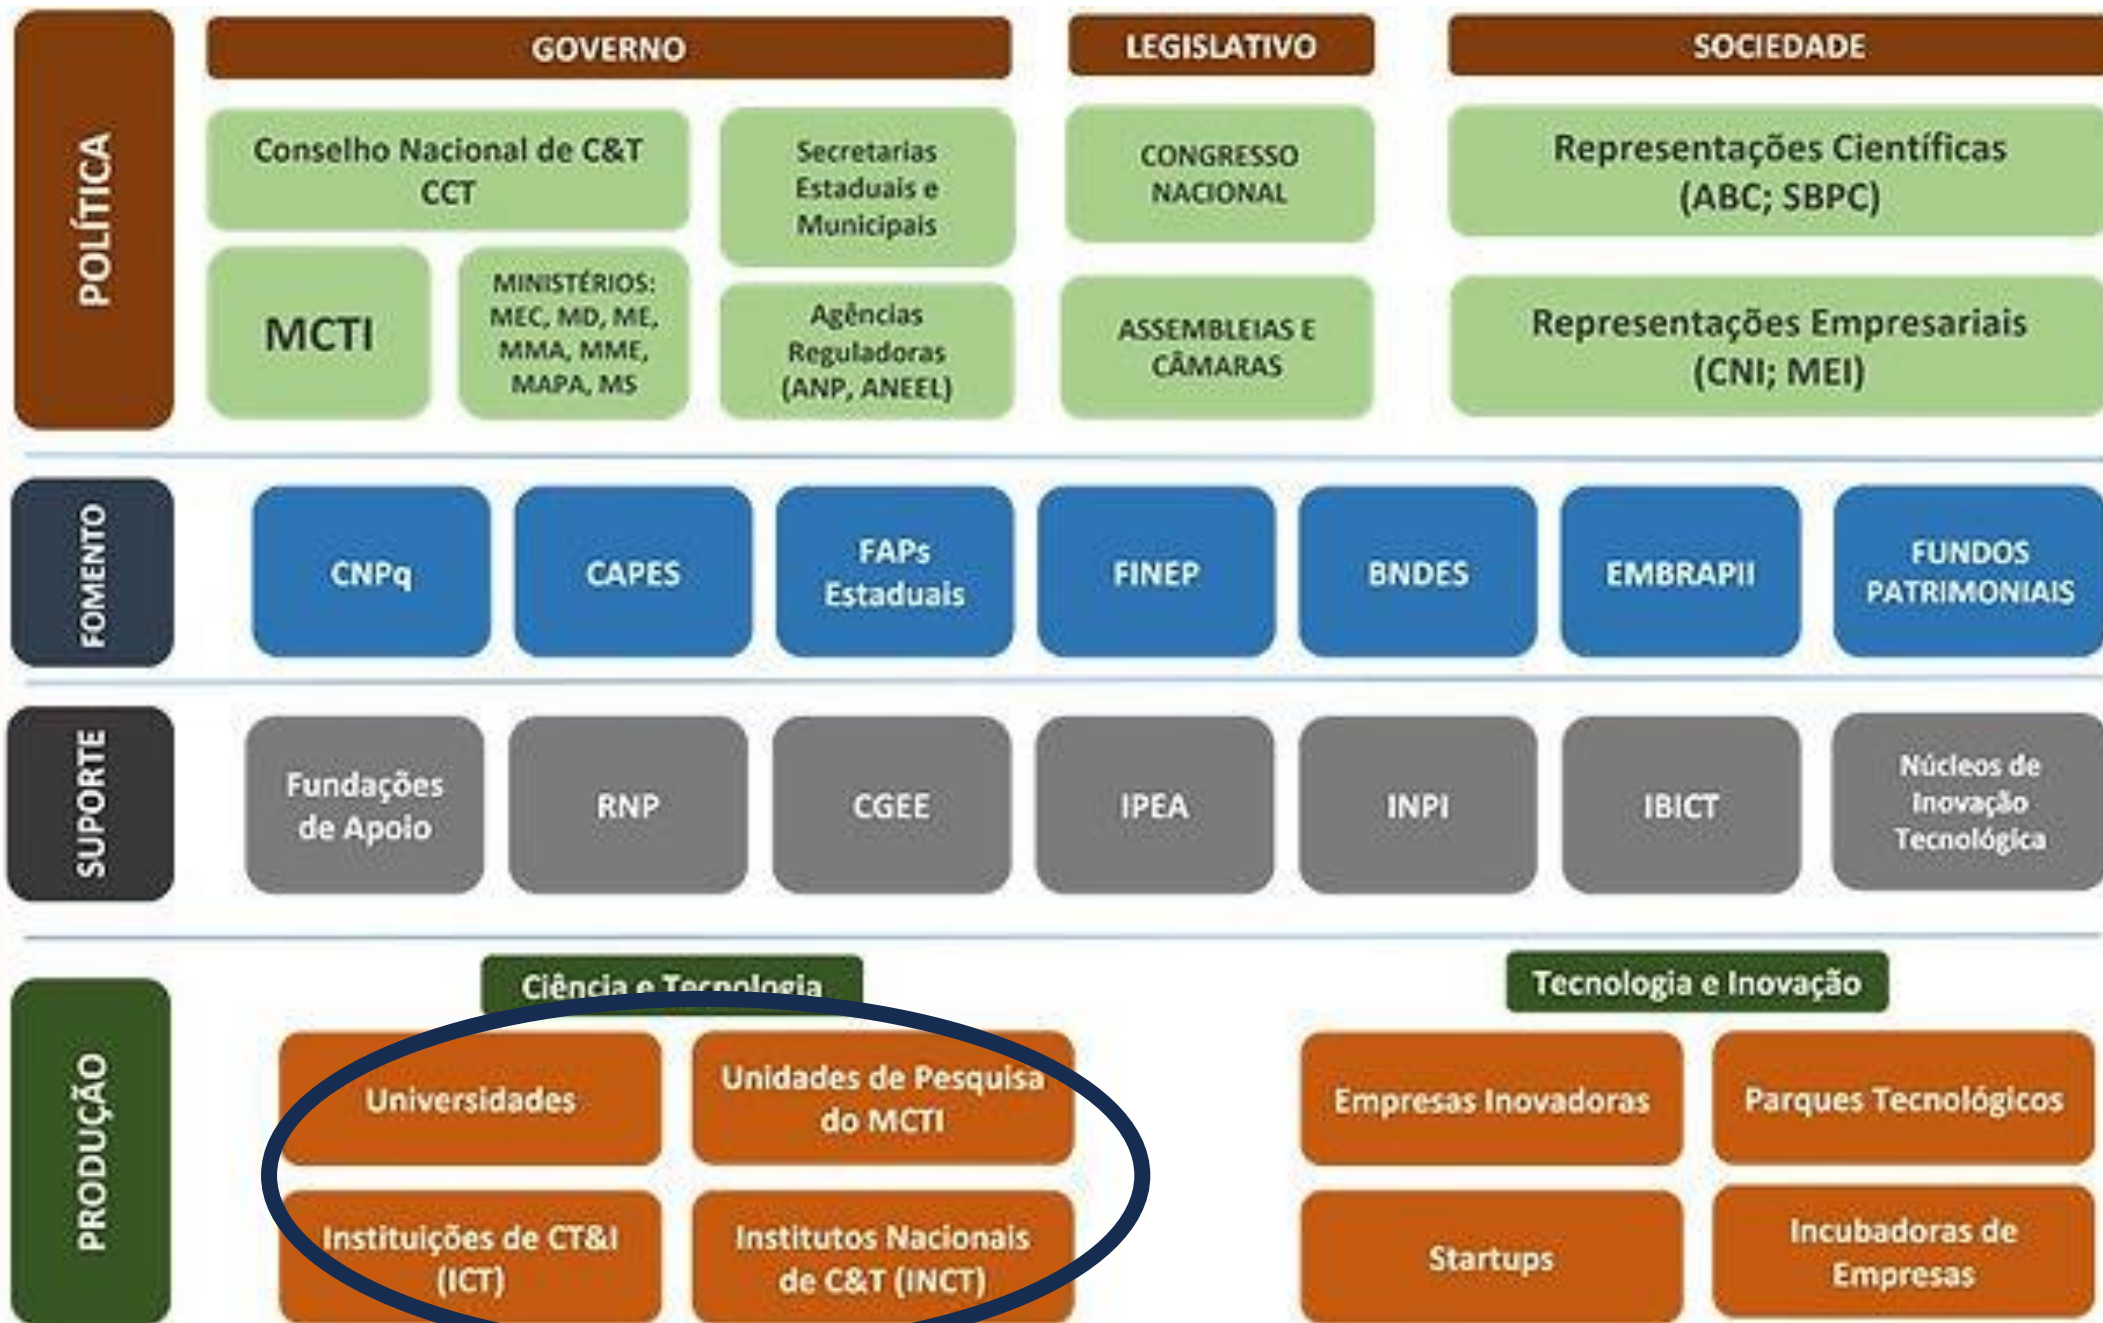 POLÍTICA
GOVERNO
LEGISLATIVO
SOCIEDADE
Conselho Nacional de C&T
CCT
Secretarias
Estaduais e
Municipais
CONGRESSO
NACIONAL
Representações Científicas
(ABC; SBPC)
MCTI
MINISTÉRIOS:
MEC, MD, ME,
MMA, MME,
MAPA, MS
Agências
Reguladoras
(ANP, ANEEL)
ASSEMBLEIAS E
CÂMARAS
Representações Empresariais
(CNI; MEI)
FOMENTO
CNPq
CAPES
FAPs
Estaduais
FINEP
BNDES
EMBRAPII
FUNDOS
PATRIMONIAIS
SUPORTE
Fundações
de Apoio
RNP
CGEE
IPEA
INPI
IBICT
Núcleos de
Inovação
Tecnológica
PRODUÇÃO
Ciência e Tecnologia
Tecnologia e Inovação
Universidades
Unidades de Pesquisa
do MCTI
Empresas Inovadoras
Parques Tecnológicos
Instituições de CT&I
(ICT)
Institutos Nacionais
de C&T (INCT)
Startups
Incubadoras de
Empresas